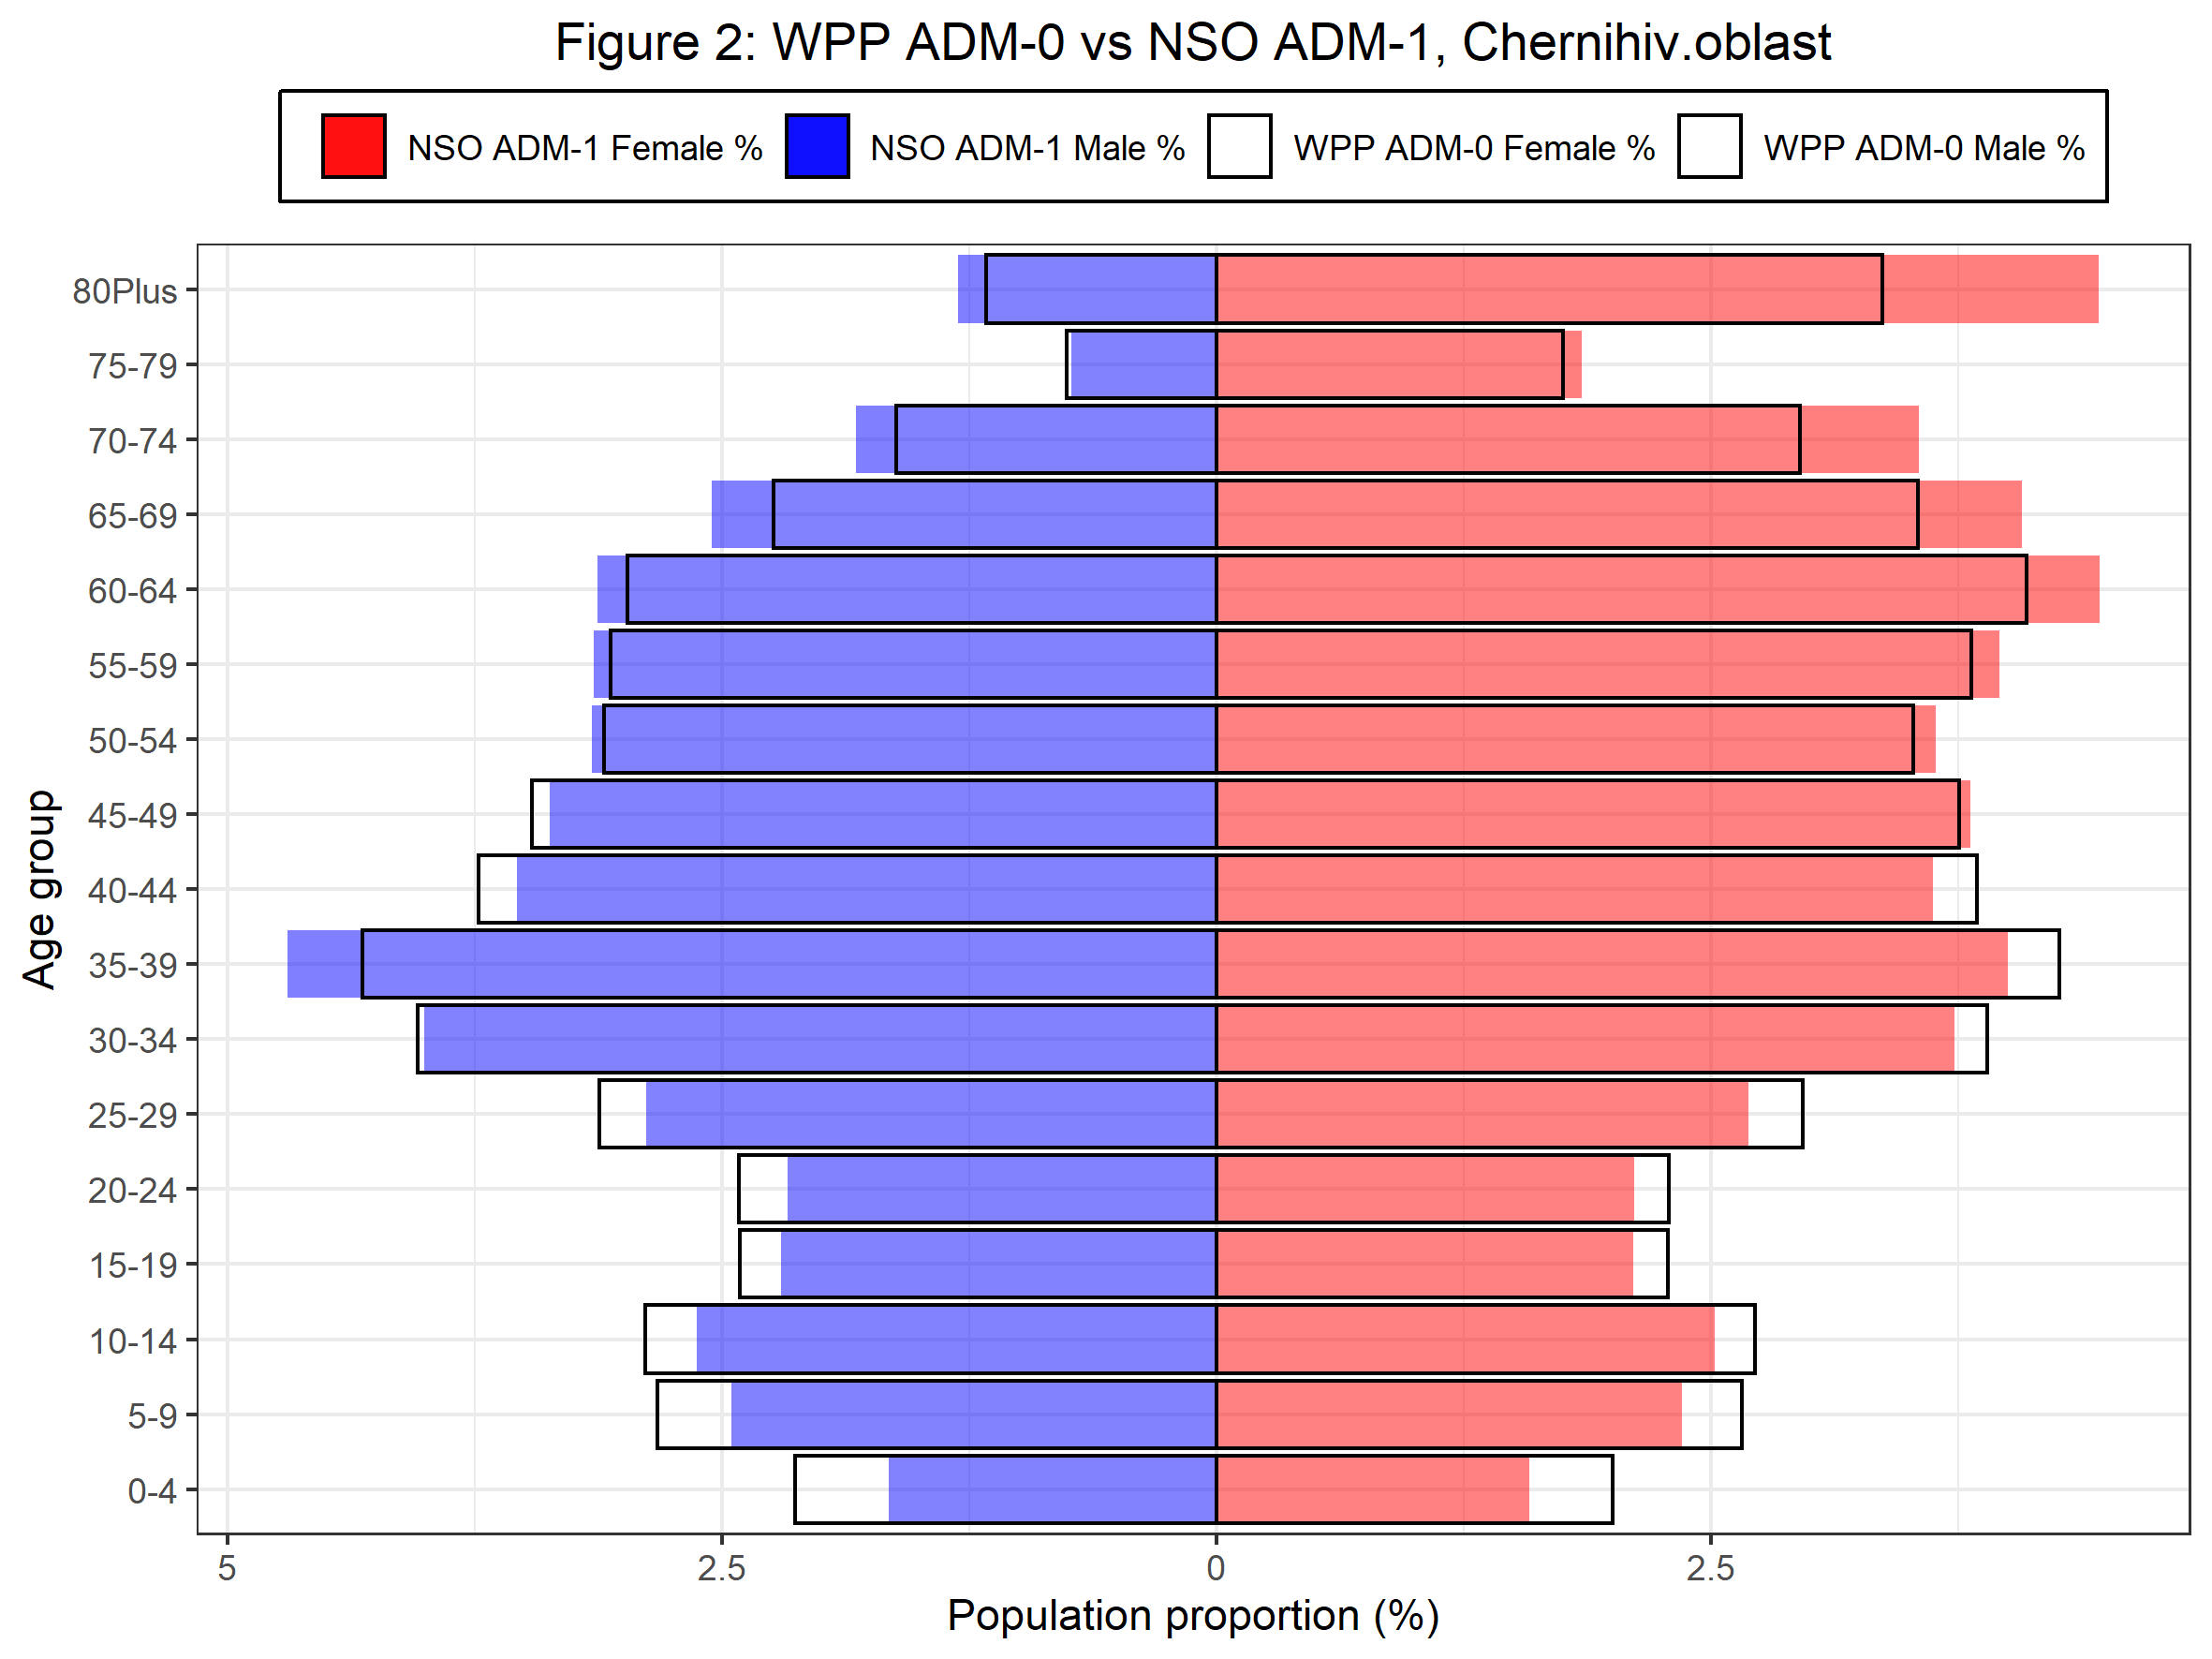 Figure 2: WPP ADM-0 vs NSO ADM-1, Chernihiv.oblast
NSO ADM-1 Female % NSO ADM-1 Male % WPP ADM-0 Female % WPP ADM-0 Male %
Age group
80Plus
75-79
70-74
65-69
60-64
55-59
50-54
45-49
40-44
35-39
30-34
25-29
20-24
15-19
10-14
5-9
0-4
5 2.5 0 2.5
Population proportion (%)